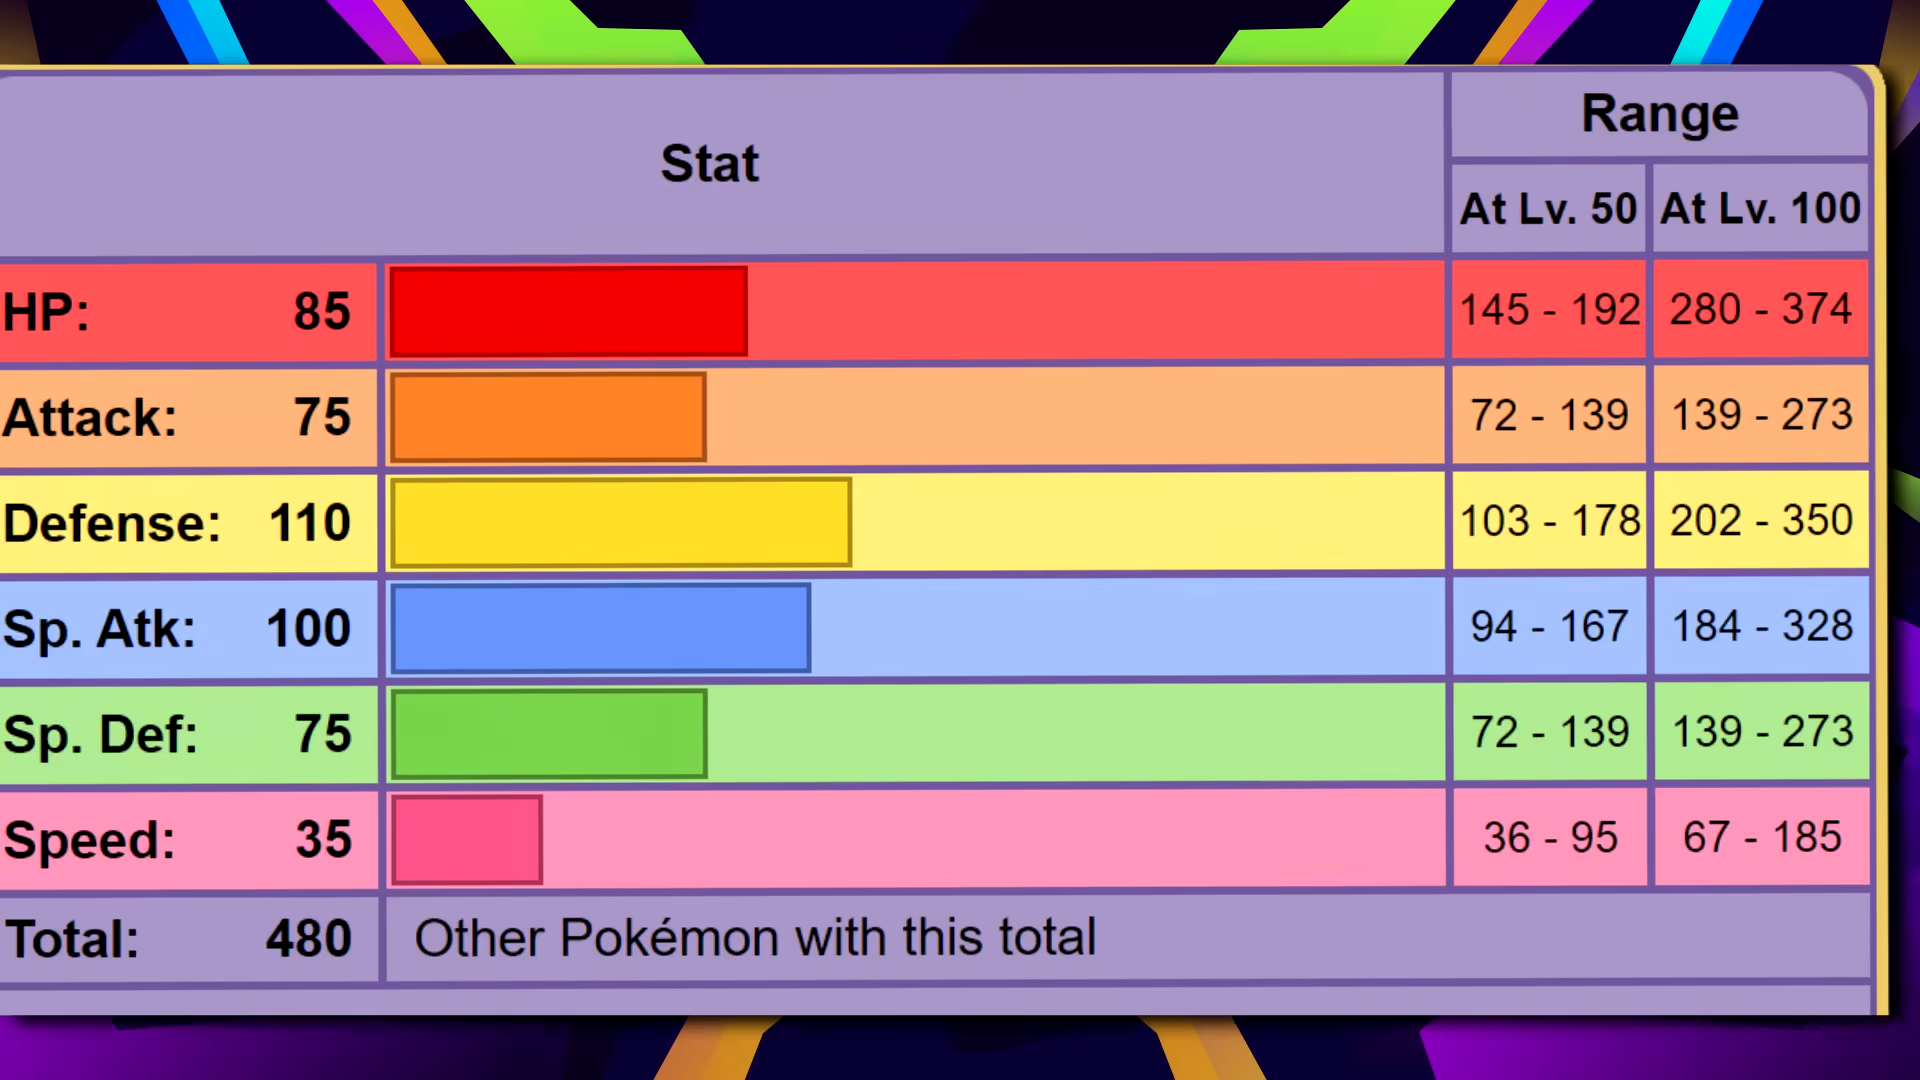 Stat
Range
At Lv. 50 At Lv. 100
HP: 85 145 - 192 280 - 374
Attack: 75 72 - 139 139 - 273
Defense: 110 103 - 178 202 - 350
Sp. Atk: 100 94 - 167 184 - 328
Sp. Def: 75 72 - 139 139 - 273
Speed: 35 36 - 95 67 - 185
Total: 480 Other Pokémon with this total